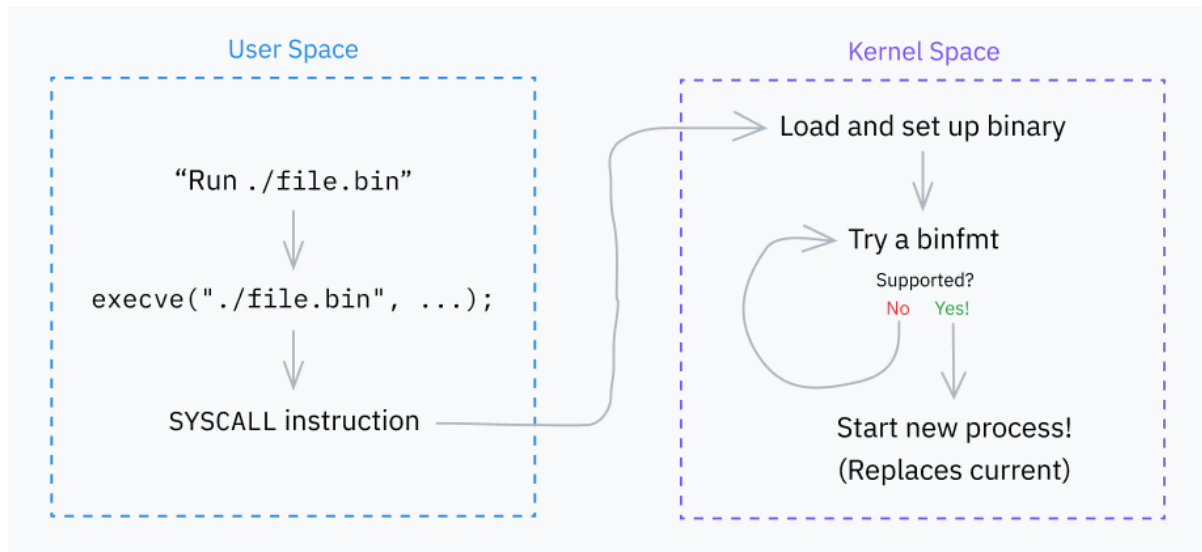 User Space
“Run ./file.bin”
execve("./file.bin", ...);
SYSCALL instruction
Kernel Space
Load and set up binary
Try a binfmt
Supported?
No Yes!
Start new process!
(Replaces current)